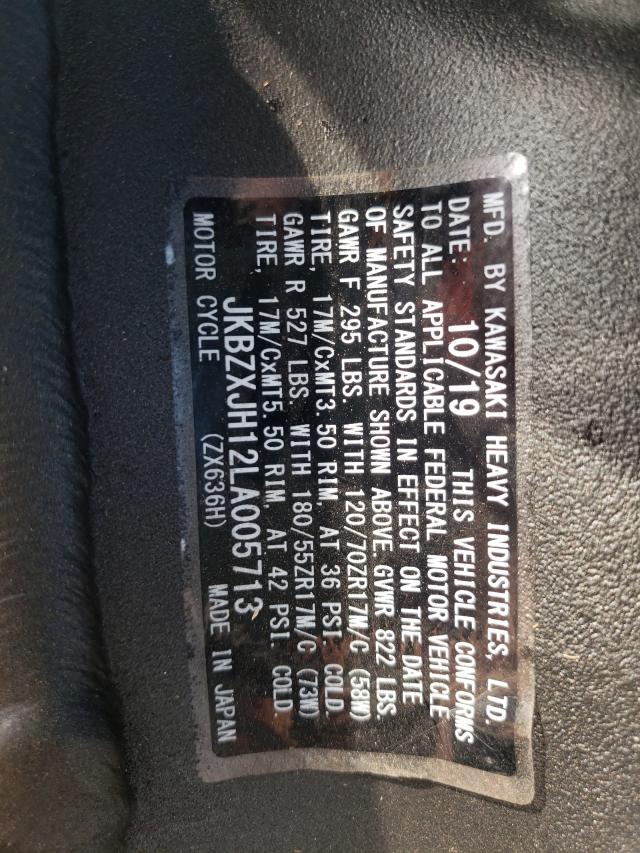 MFD. BY KAWASAKI HEAVY INDUSTRIES, LTD.
DATE: 10/19 THIS VEHICLE CONFORMS
TO ALL APPLICABLE FEDERAL MOTOR VEHICLE
SAFETY STANDARDS IN EFFECT ON THE DATE
OF MANUFACTURE SHOWN ABOVE. GVWR 822 LBS.
GAWR F 295 LBS. WITH 120/70ZR17M/C (58W)
TIRE, 17M/CxMT3.50 RIM, AT 36 PSI. COLD
GAWR R 527 LBS. WITH 180/55ZR17M/C (73W)
TIRE, 17M/CxMT5.50 RIM, AT 42 PSI. COLD
JKBZXJH12LA005713
MOTOR CYCLE (ZX636H) MADE IN JAPAN